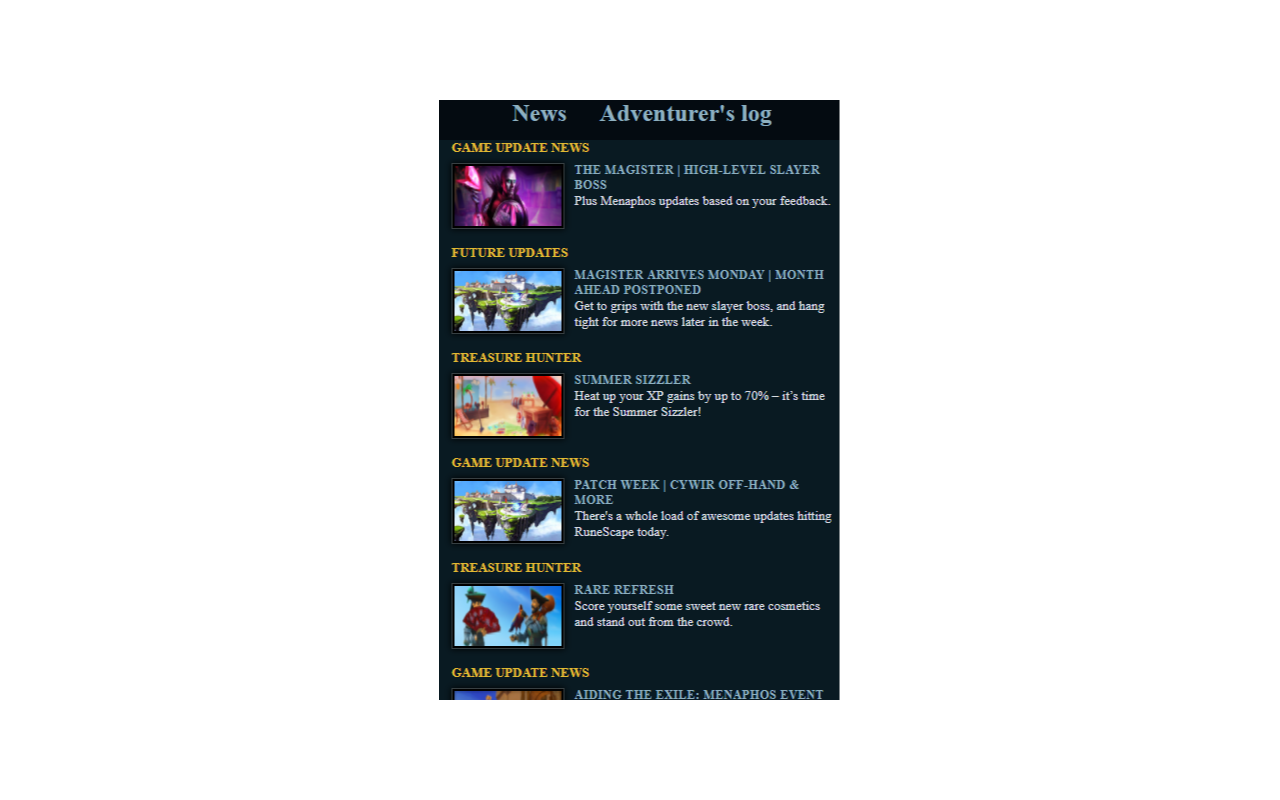 News Adventurer's log
GAME UPDATE NEWS
THE MAGISTER | HIGH-LEVEL SLAYER
BOSS
Plus Menaphos updates based on your feedback.
FUTURE UPDATES
MAGISTER ARRIVES MONDAY | MONTH
AHEAD POSTPONED
Get to grips with the new slayer boss, and hang
tight for more news later in the week.
TREASURE HUNTER
SUMMER SIZZLER
Heat up your XP gains by up to 70% – it’s time
for the Summer Sizzler!
GAME UPDATE NEWS
PATCH WEEK | CYWIR OFF-HAND &
MORE
There's a whole load of awesome updates hitting
RuneScape today.
TREASURE HUNTER
RARE REFRESH
Score yourself some sweet new rare cosmetics
and stand out from the crowd.
GAME UPDATE NEWS
AIDING THE EXILE: MENAPHOS EVENT